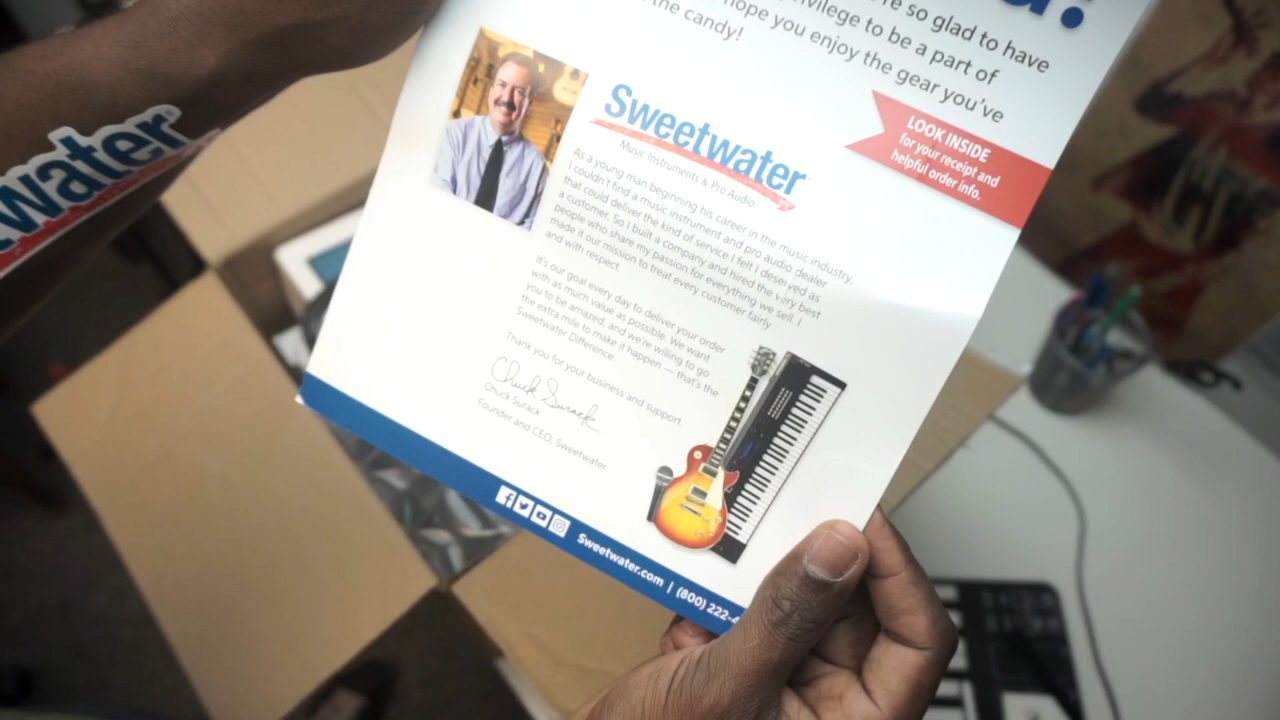 're so glad to have
privilege to be a part of
hope you enjoy the gear you've
the candy!
water
Sweetwater
Music Instruments & Pro Audio
LOOK INSIDE
for your receipt and
helpful order info.
As a young man beginning his career in the music industry,
I couldn't find a music instrument and pro audio dealer
that could deliver the kind of service I felt I deserved as
a customer. So I built a company and hired the very best
people who share my passion for everything we sell. I
made it our mission to treat every customer fairly
and with respect.
It's our goal every day to deliver your order
with as much value as possible. We want
you to be amazed, and we're willing to go
the extra mile to make it happen — that's the
Sweetwater Difference.
Thank you for your business and support.
Chuck Surack
Chuck Surack
Founder and CEO, Sweetwater
Sweetwater.com | (800) 222-4